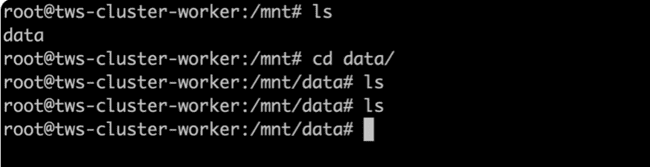 root@tws-cluster-worker:/mnt# ls
data
root@tws-cluster-worker:/mnt# cd data/
root@tws-cluster-worker:/mnt/data# ls
root@tws-cluster-worker:/mnt/data# ls
root@tws-cluster-worker:/mnt/data#